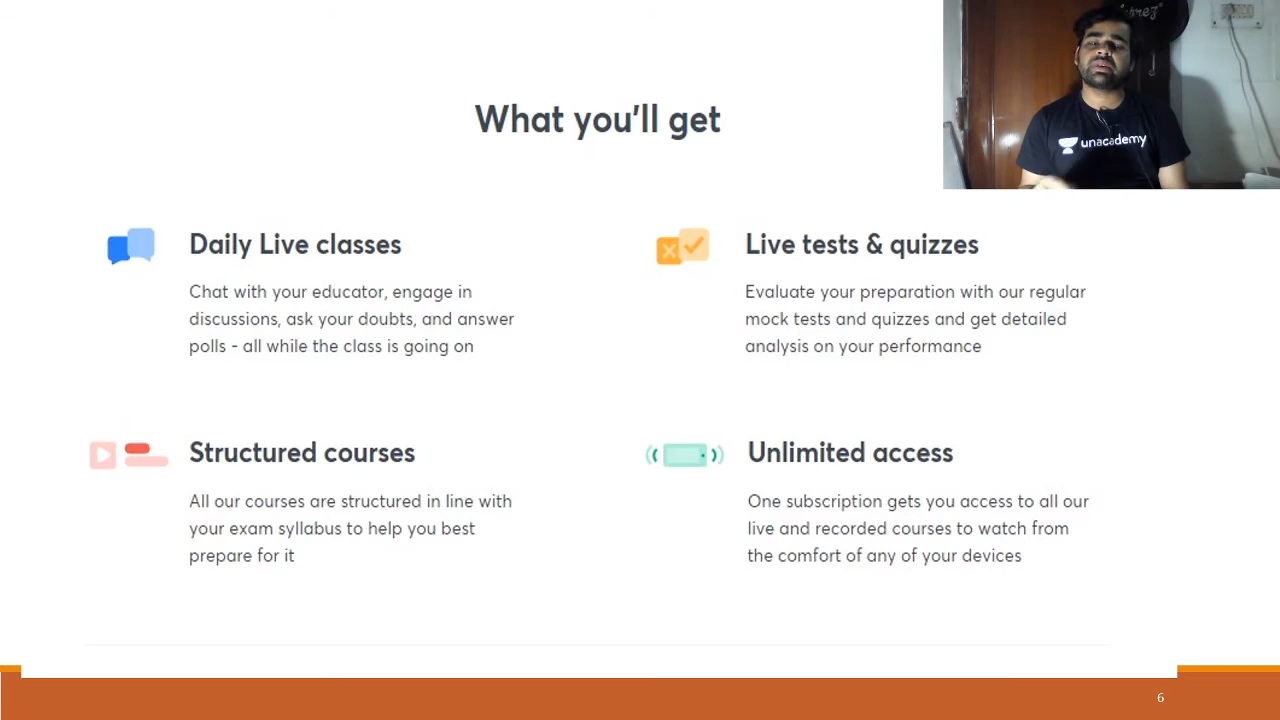 What you'll get
unacademy
Daily Live classes
Chat with your educator, engage in
discussions, ask your doubts, and answer
polls - all while the class is going on
Live tests & quizzes
Evaluate your preparation with our regular
mock tests and quizzes and get detailed
analysis on your performance
Structured courses
All our courses are structured in line with
your exam syllabus to help you best
prepare for it
Unlimited access
One subscription gets you access to all our
live and recorded courses to watch from
the comfort of any of your devices
6